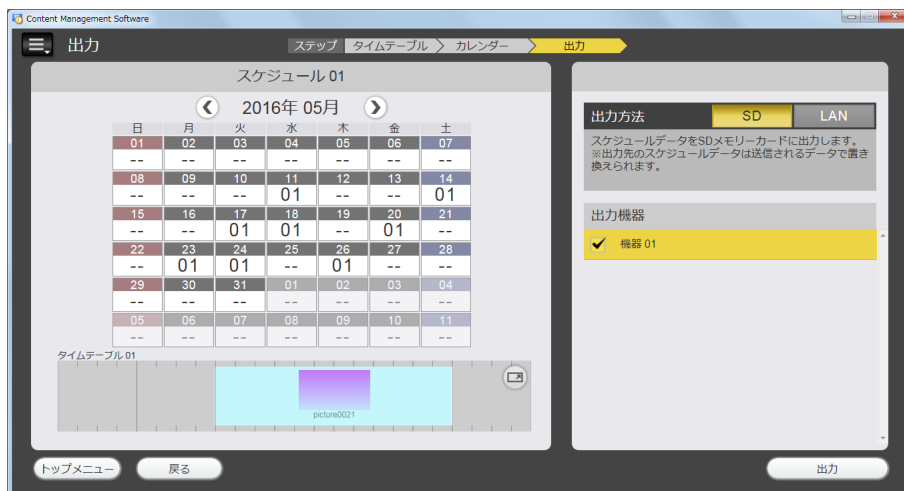 Content Management Software
出力
ステップ タイムテーブル カレンダー 出力
スケジュール 01
2016年 05月
日 月 火 水 木 金 土
01 02 03 04 05 06 07
-- -- -- -- -- -- --
08 09 10 11 12 13 14
-- -- -- 01 -- -- 01
15 16 17 18 19 20 21
-- -- 01 01 -- 01 --
22 23 24 25 26 27 28
-- 01 01 -- 01 -- --
29 30 31 01 02 03 04
-- -- -- -- -- -- --
05 06 07 08 09 10 11
-- -- -- -- -- -- --
タイムテーブル 01
picture0021
出力方法 SD LAN
スケジュールデータをSDメモリーカードに出力します。
※出力先のスケジュールデータは送信されるデータで置き
換えられます。
出力機器
機器 01
トップメニュー 戻る 出力